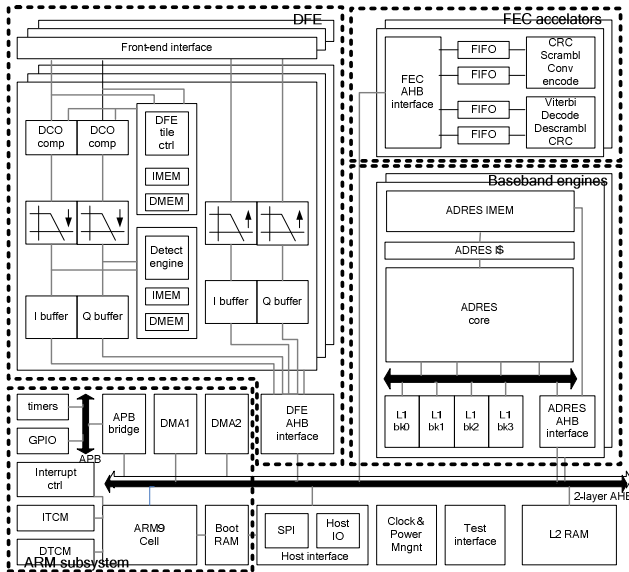 DFE
Front-end interface
DCO
comp
DCO
comp
DFE
tile
ctrl
IMEM
DMEM
Detect
engine
IMEM
DMEM
I buffer
Q buffer
I buffer
Q buffer
FEC accelators
FEC
AHB
interface
FIFO
FIFO
FIFO
FIFO
CRC
Scrambl
Conv
encode
Viterbi
Decode
Descrambl
CRC
Baseband engines
ADRES IMEM
ADRES I$
ADRES
core
L1
bk0
L1
bk1
L1
bk2
L1
bk3
ADRES
AHB
interface
timers
GPIO
APB
APB
bridge
DMA1
DMA2
DFE
AHB
interface
Interrupt
ctrl
ITCM
DTCM
ARM9
Cell
Boot
RAM
ARM subsystem
SPI
Host
IO
Host interface
Clock &
Power
Mngnt
Test
interface
2-layer AHB
L2 RAM